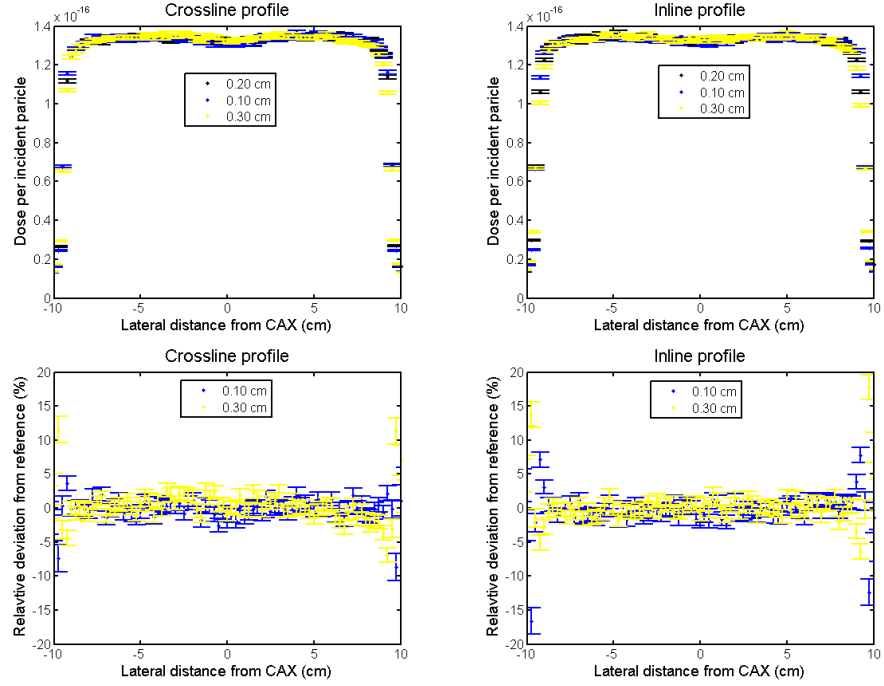 Crossline profile
x 10⁻¹⁶
1.4
1.2
1
0.8
0.6
0.4
0.2
0
Dose per incident paricle
0.20 cm
0.10 cm
0.30 cm
-10
-5
0
5
10
Lateral distance from CAX (cm)
Inline profile
x 10⁻¹⁶
1.4
1.2
1
0.8
0.6
0.4
0.2
0
Dose per incident paricle
0.20 cm
0.10 cm
0.30 cm
-10
-5
0
5
10
Lateral distance from CAX (cm)
Crossline profile
20
15
10
5
0
-5
-10
-15
-20
Relavtive deviation from reference (%)
0.10 cm
0.30 cm
-10
-5
0
5
10
Lateral distance from CAX (cm)
Inline profile
20
15
10
5
0
-5
-10
-15
-20
Relavtive deviation from reference (%)
0.10 cm
0.30 cm
-10
-5
0
5
10
Lateral distance from CAX (cm)